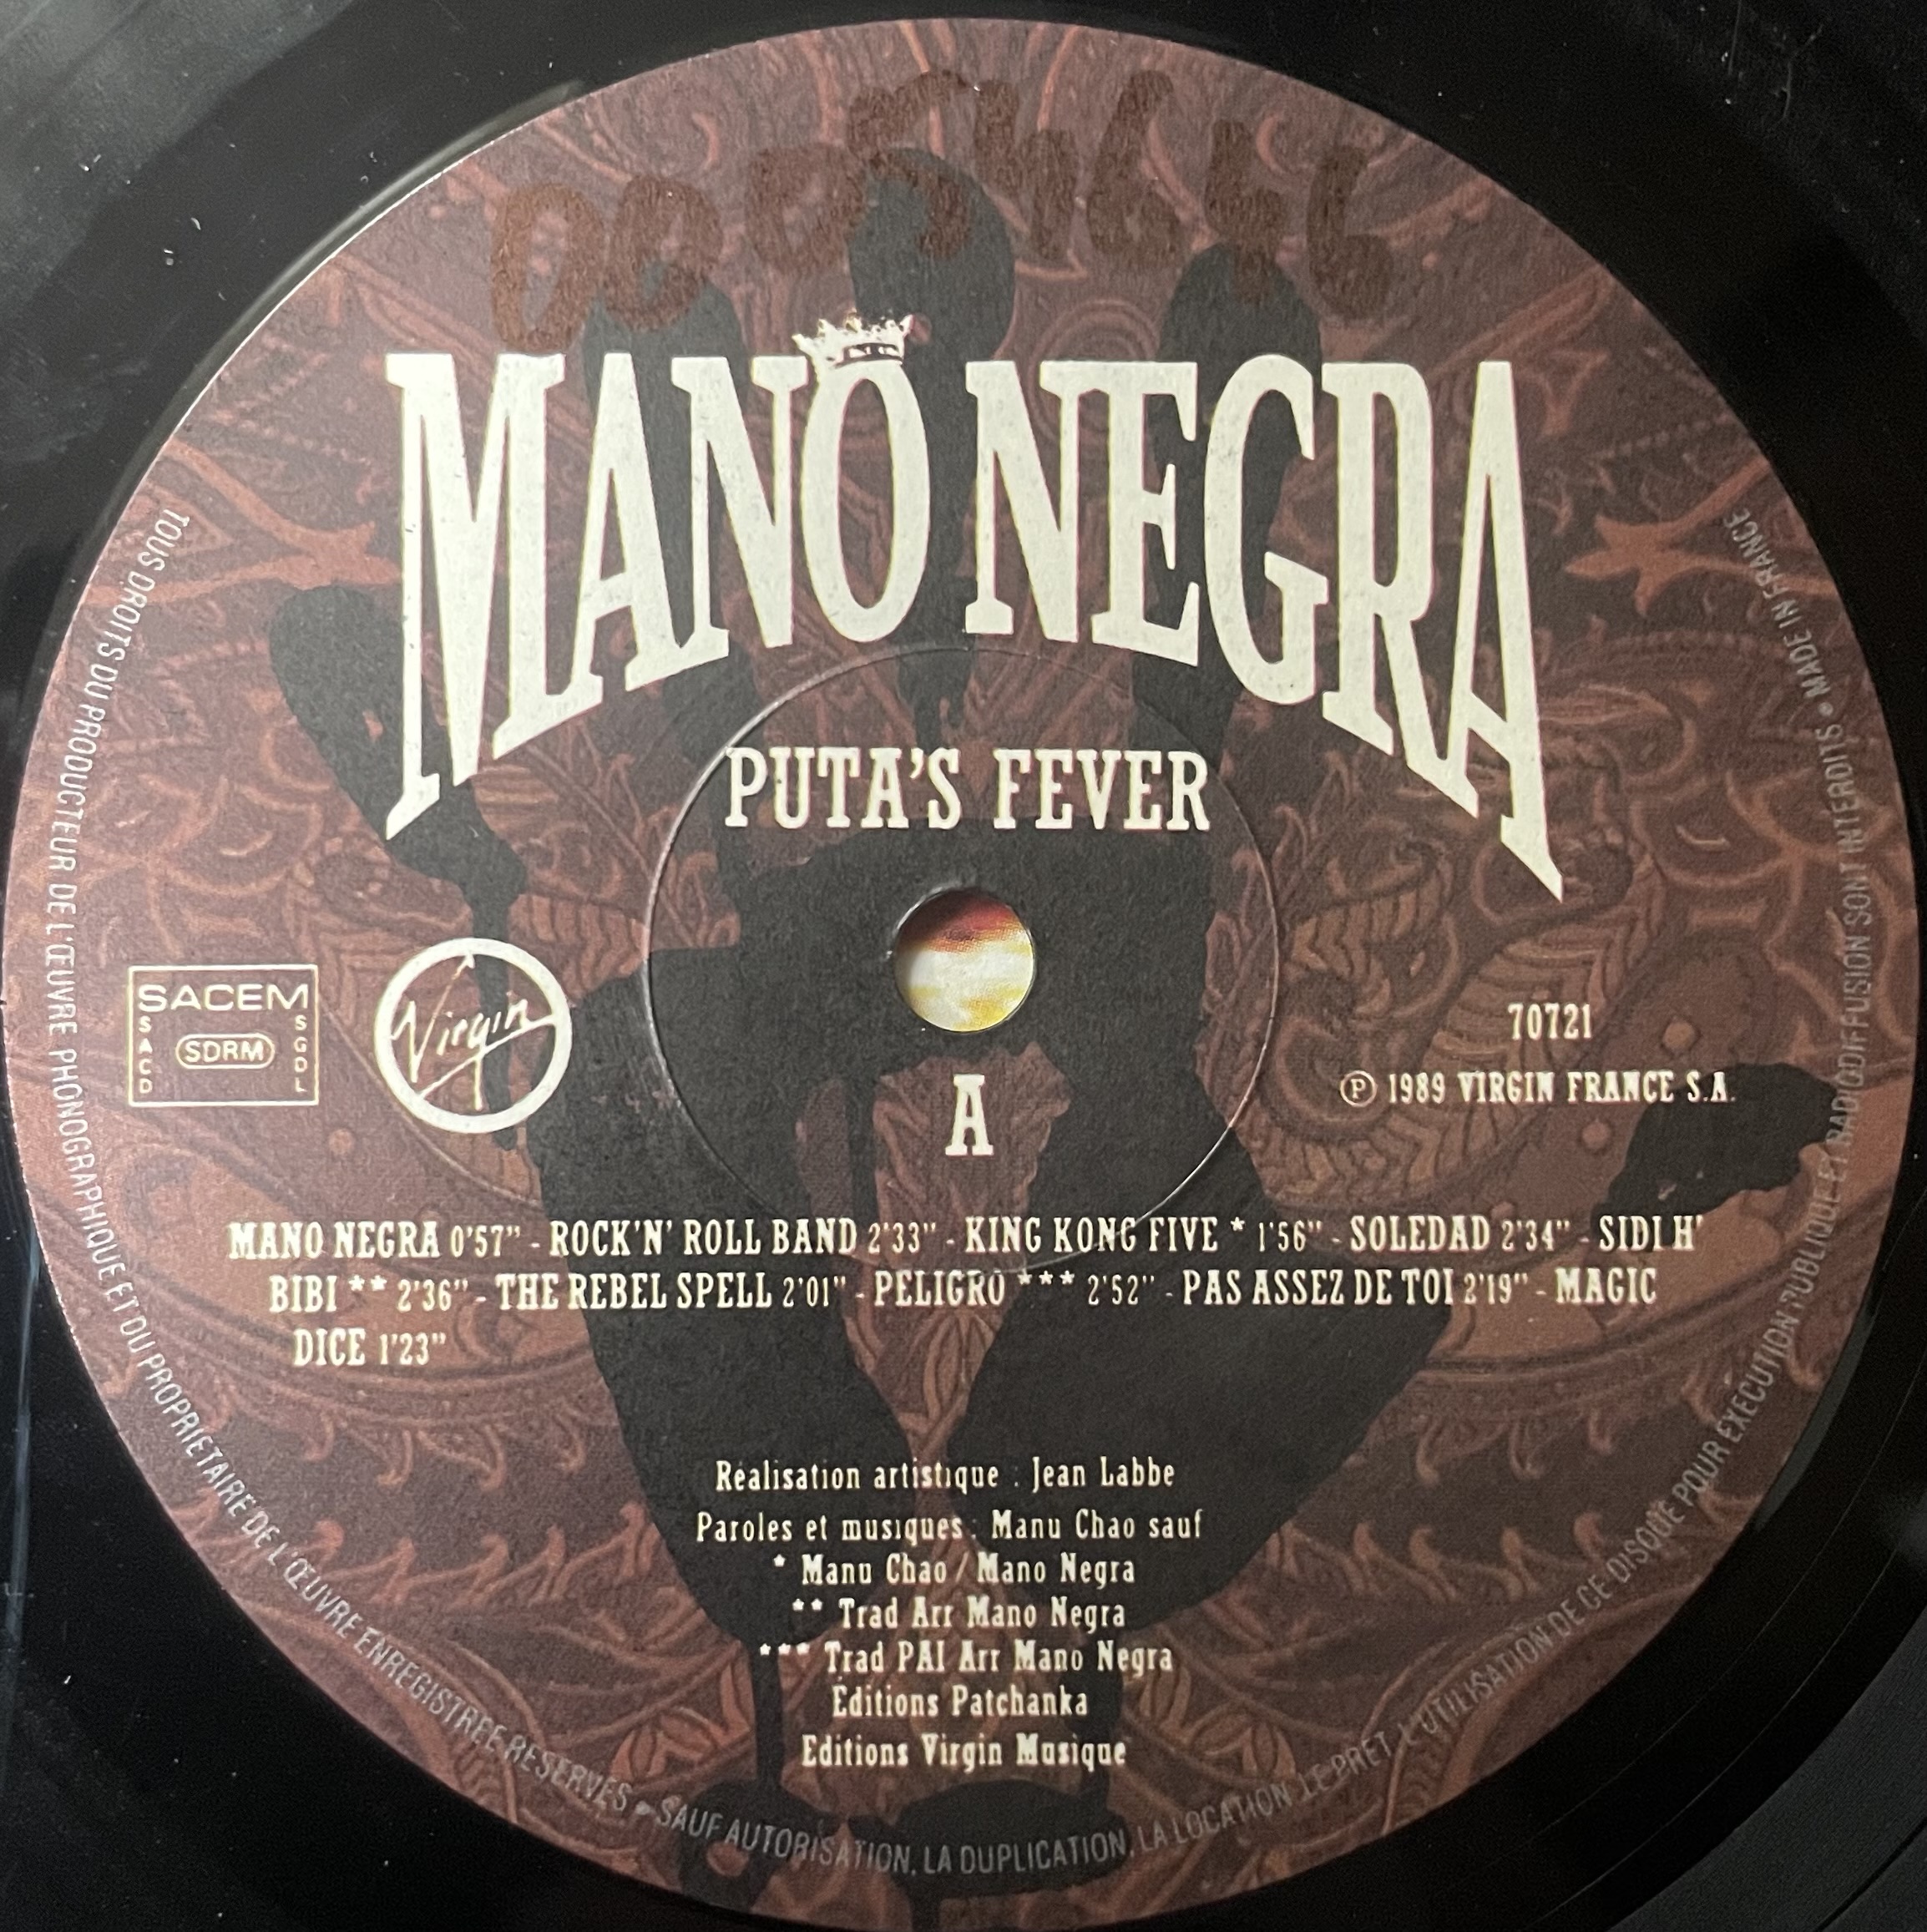 MANO NEGRA
PUTA'S FEVER
SACEM
SACD
SDRM
SGDL
Virgin
A
70721
℗ 1989 VIRGIN FRANCE S.A.
MANO NEGRA 0'57" - ROCK'N' ROLL BAND 2'33" - KING KONG FIVE * 1'56" - SOLEDAD 2'34" - SIDI H'
BIBI ** 2'36" - THE REBEL SPELL 2'01" - PELIGRO *** 2'52" - PAS ASSEZ DE TOI 2'19" - MAGIC
DICE 1'23"
Réalisation artistique : Jean Labbe
Paroles et musiques : Manu Chao sauf
* Manu Chao / Mano Negra
** Trad Arr Mano Negra
*** Trad PAI Arr Mano Negra
Éditions Patchanka
Editions Virgin Musique
TOUS DROITS DU PRODUCTEUR DE L'ŒUVRE PHONOGRAPHIQUE ET DU PROPRIETAIRE DE L'ŒUVRE ENREGISTREE RESERVES • SAUF AUTORISATION, LA DUPLICATION, LA LOCATION, LE PRET, L'UTILISATION DE CE DISQUE POUR EXECUTION PUBLIQUE ET RADIODIFFUSION SONT INTERDITS • MADE IN FRANCE